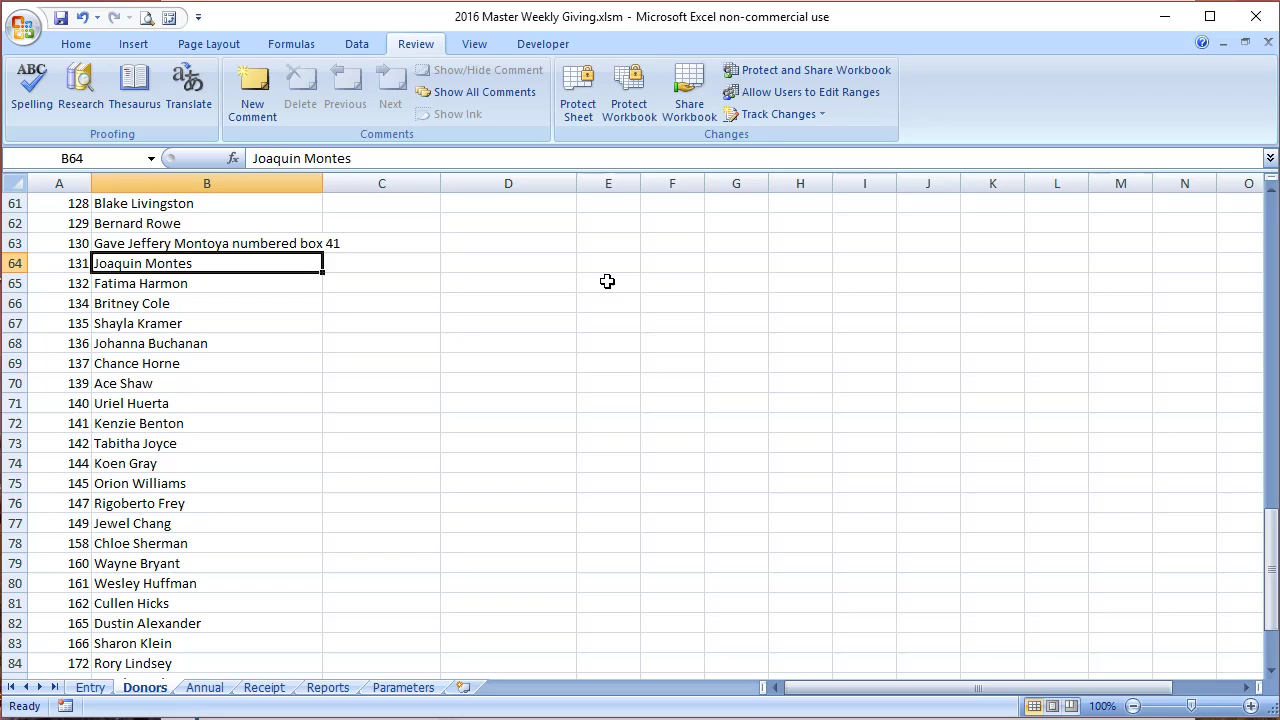 2016 Master Weekly Giving.xlsm - Microsoft Excel non-commercial use
Home Insert Page Layout Formulas Data Review View Developer
ABC
Spelling Research Thesaurus Translate
Proofing
New Comment Delete Previous Next
Show/Hide Comment
Show All Comments
Show Ink
Comments
Protect Sheet Protect Workbook Share Workbook
Protect and Share Workbook
Allow Users to Edit Ranges
Track Changes
Changes
B64 fx Joaquin Montes
A B C D E F G H I J K L M N O
61 128 Blake Livingston
62 129 Bernard Rowe
63 130 Gave Jeffery Montoya numbered box 41
64 131 Joaquin Montes
65 132 Fatima Harmon
66 134 Britney Cole
67 135 Shayla Kramer
68 136 Johanna Buchanan
69 137 Chance Horne
70 139 Ace Shaw
71 140 Uriel Huerta
72 141 Kenzie Benton
73 142 Tabitha Joyce
74 144 Koen Gray
75 145 Orion Williams
76 147 Rigoberto Frey
77 149 Jewel Chang
78 158 Chloe Sherman
79 160 Wayne Bryant
80 161 Wesley Huffman
81 162 Cullen Hicks
82 165 Dustin Alexander
83 166 Sharon Klein
84 172 Rory Lindsey
Entry Donors Annual Receipt Reports Parameters
Ready 100%